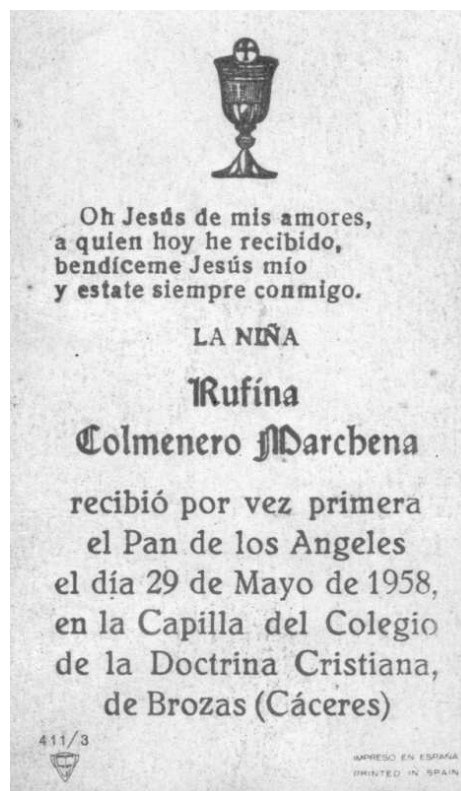 Oh Jesús de mis amores,
a quien hoy he recibido,
bendíceme Jesús mío
y estate siempre conmigo.
LA NIÑA
Rufina
Colmenero Marchena
recibió por vez primera
el Pan de los Angeles
el día 29 de Mayo de 1958,
en la Capilla del Colegio
de la Doctrina Cristiana,
de Brozas (Cáceres)
411/3
IMPRESO EN ESPAÑA
PRINTED IN SPAIN